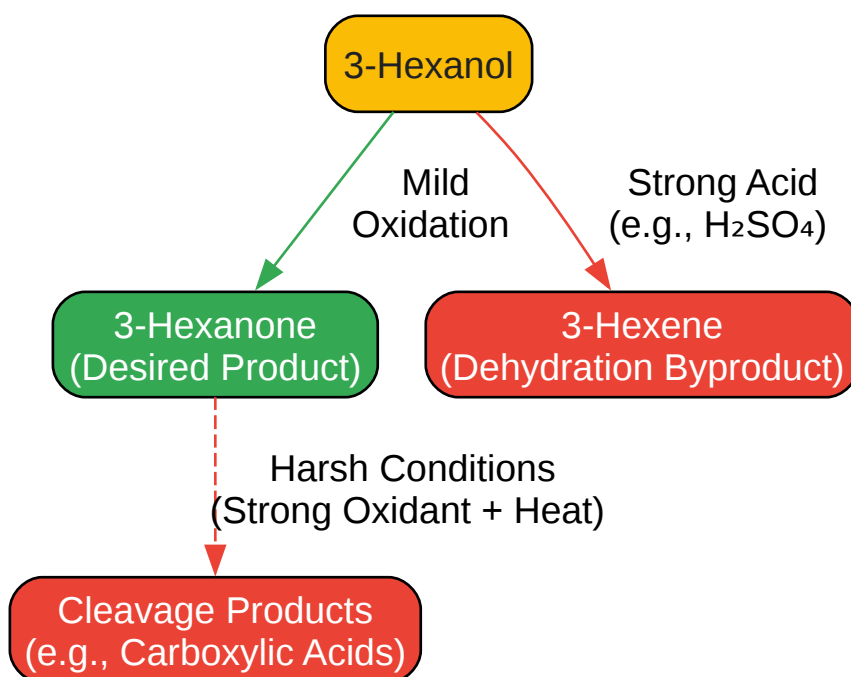 3-Hexanol
Mild
Oxidation
Strong Acid
(e.g., H₂SO₄)
3-Hexanone
(Desired Product)
3-Hexene
(Dehydration Byproduct)
Harsh Conditions
(Strong Oxidant + Heat)
Cleavage Products
(e.g., Carboxylic Acids)